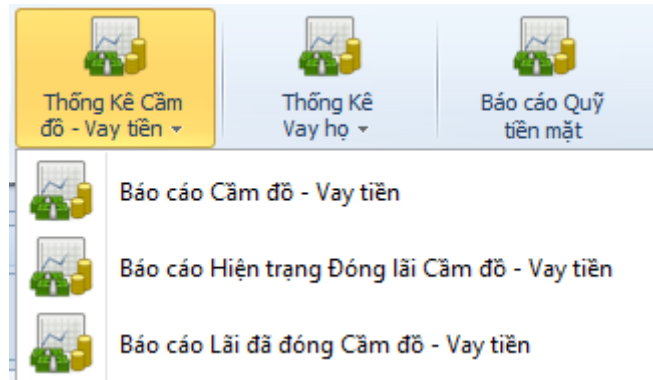 Thống Kê Cầm
đồ - Vay tiền
Thống Kê
Vay họ
Báo cáo Quỹ
tiền mặt
Báo cáo Cầm đồ - Vay tiền
Báo cáo Hiện trạng Đóng lãi Cầm đồ - Vay tiền
Báo cáo Lãi đã đóng Cầm đồ - Vay tiền